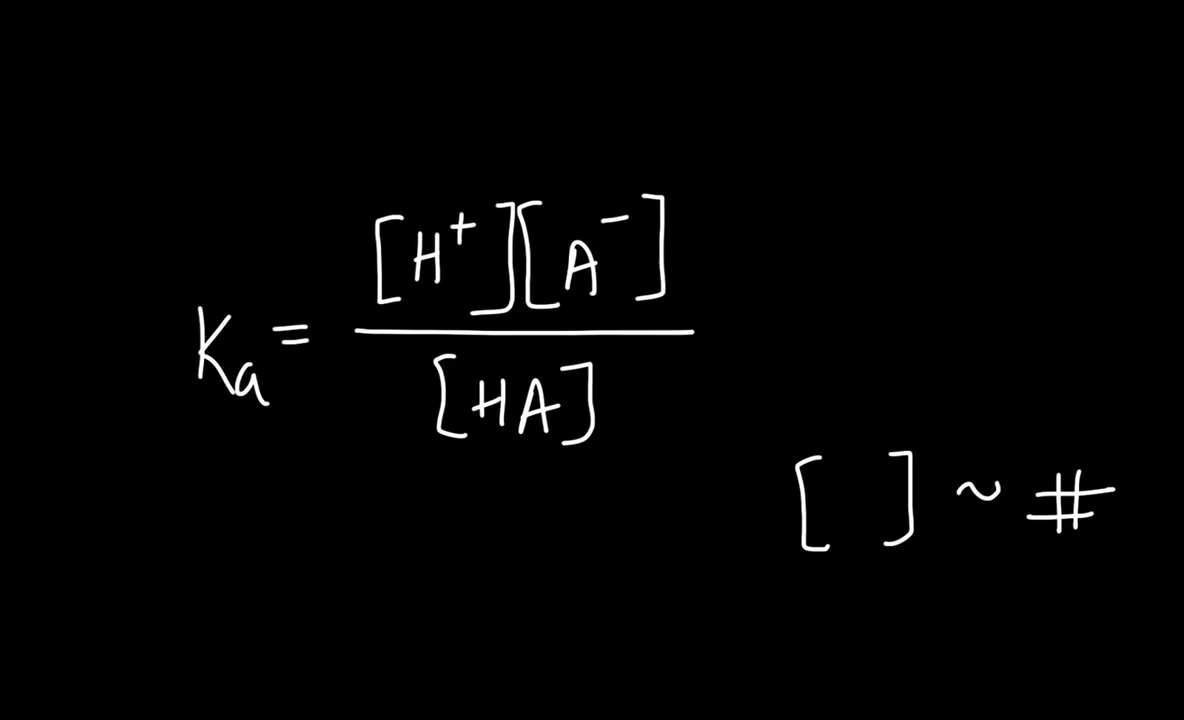 Ka = [H⁺][A⁻] / [HA]
[ ] ~ #